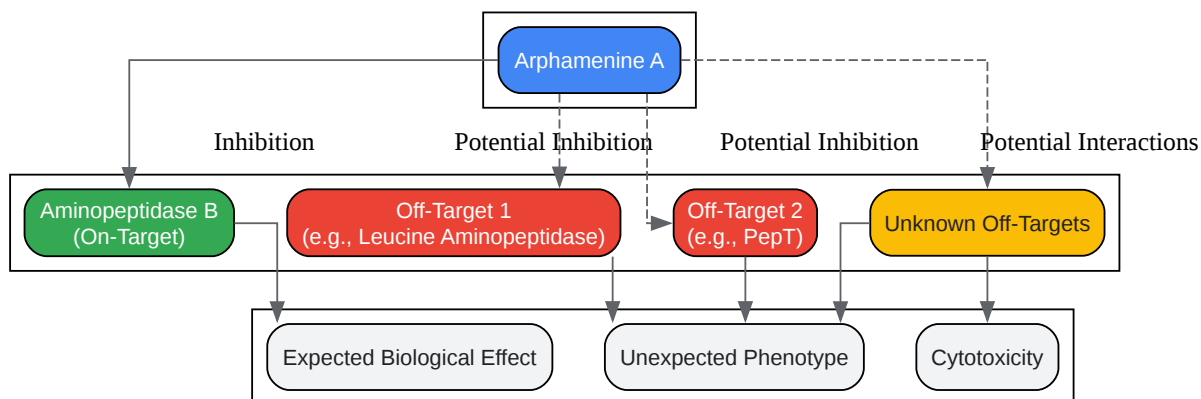 Arphamenine A
Inhibition
Potential Inhibition
Potential Inhibition
Potential Interactions
Aminopeptidase B
(On-Target)
Off-Target 1
(e.g., Leucine Aminopeptidase)
Off-Target 2
(e.g., PepT)
Unknown Off-Targets
Expected Biological Effect
Unexpected Phenotype
Cytotoxicity